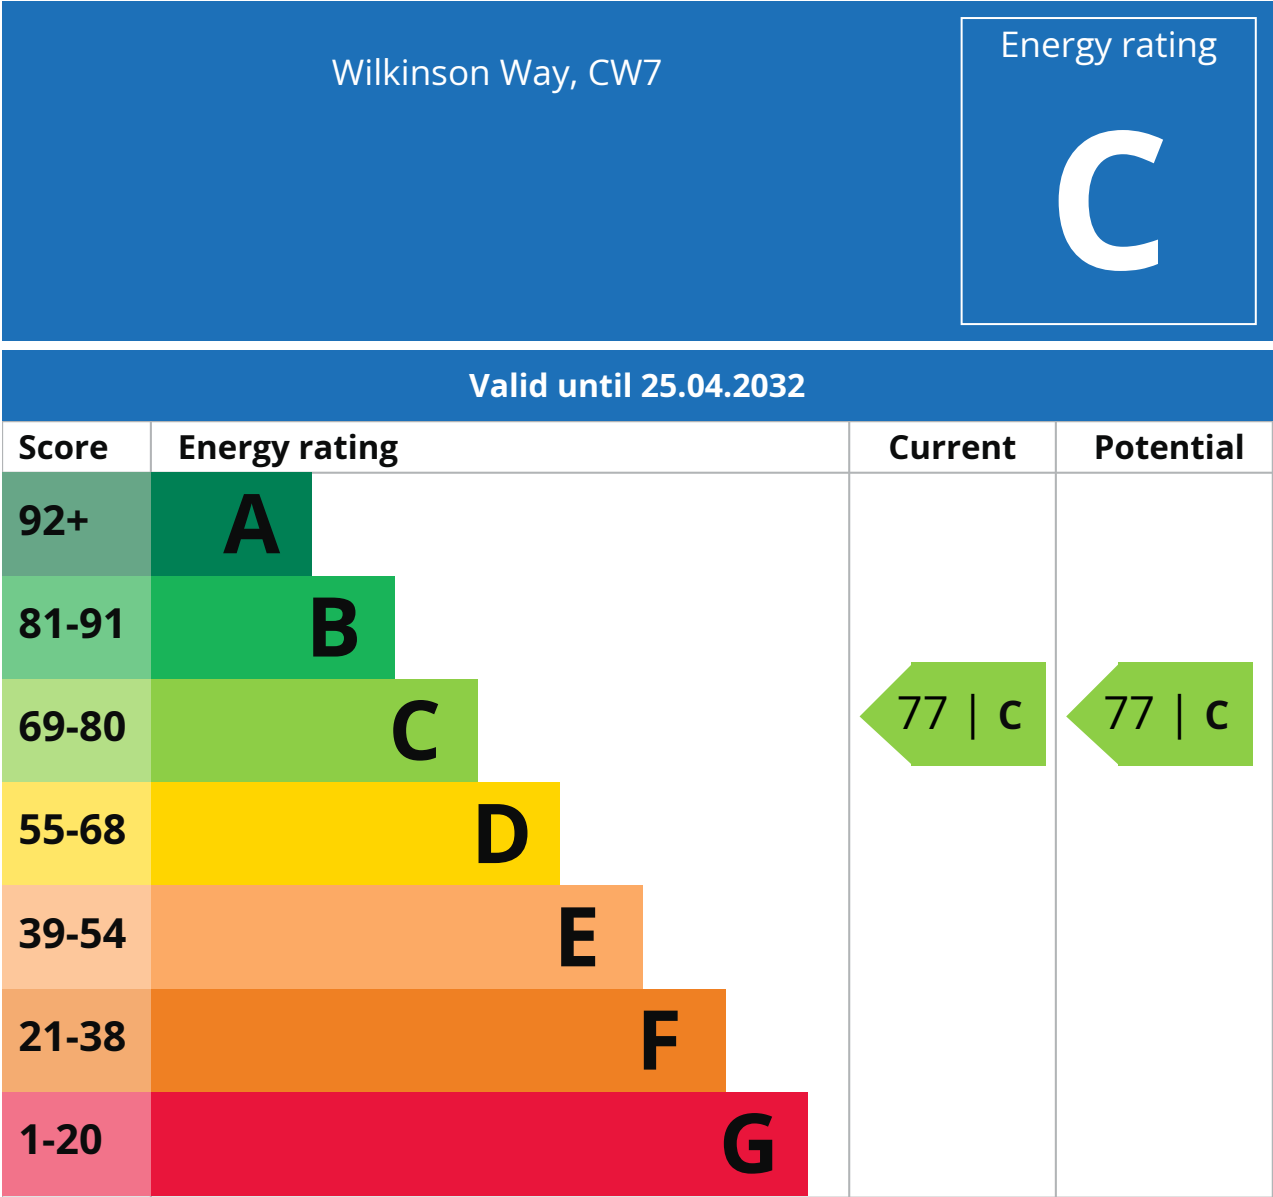 Wilkinson Way, CW7
Energy rating
C
Valid until 25.04.2032
Score Energy rating Current Potential
92+ A
81-91 B
69-80 C 77 | C 77 | C
55-68 D
39-54 E
21-38 F
1-20 G